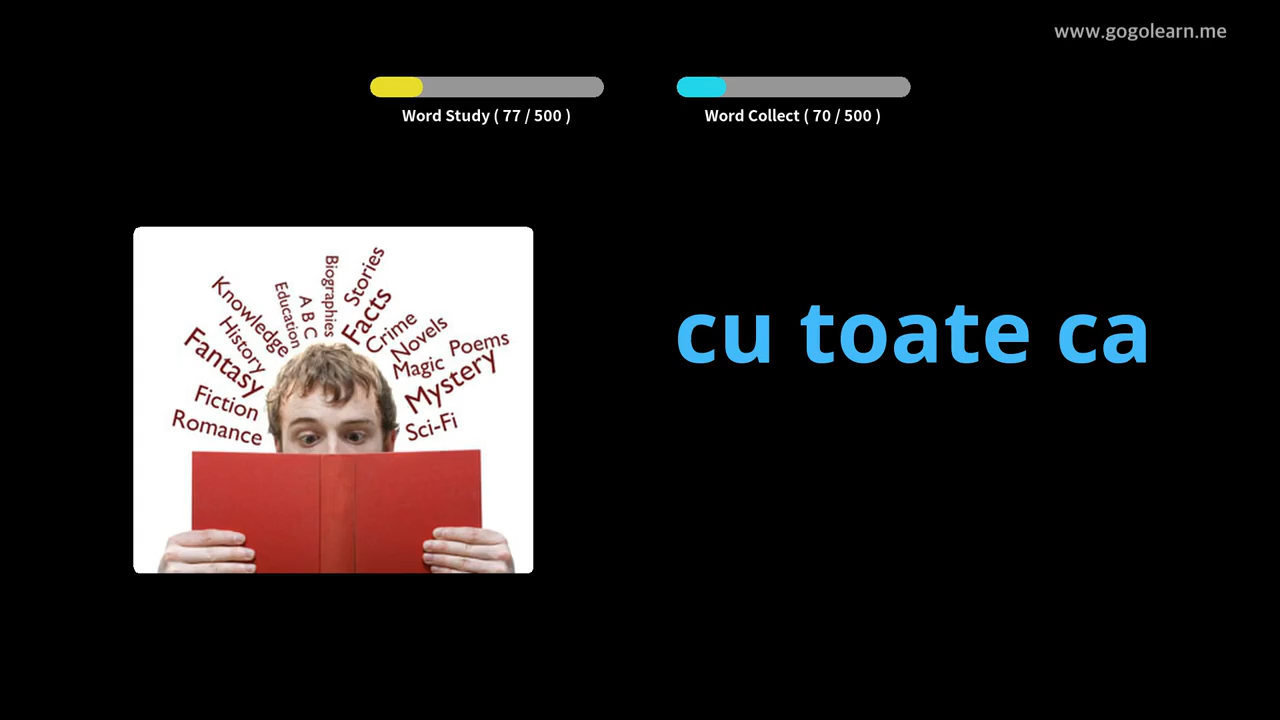 www.gogolearn.me
Word Study ( 77 / 500 )
Word Collect ( 70 / 500 )
cu toate ca
Knowledge
Education
A B C
Biographies
Stories
Facts
Crime
Novels
Poems
Magic
Mystery
Sci-Fi
History
Fantasy
Fiction
Romance